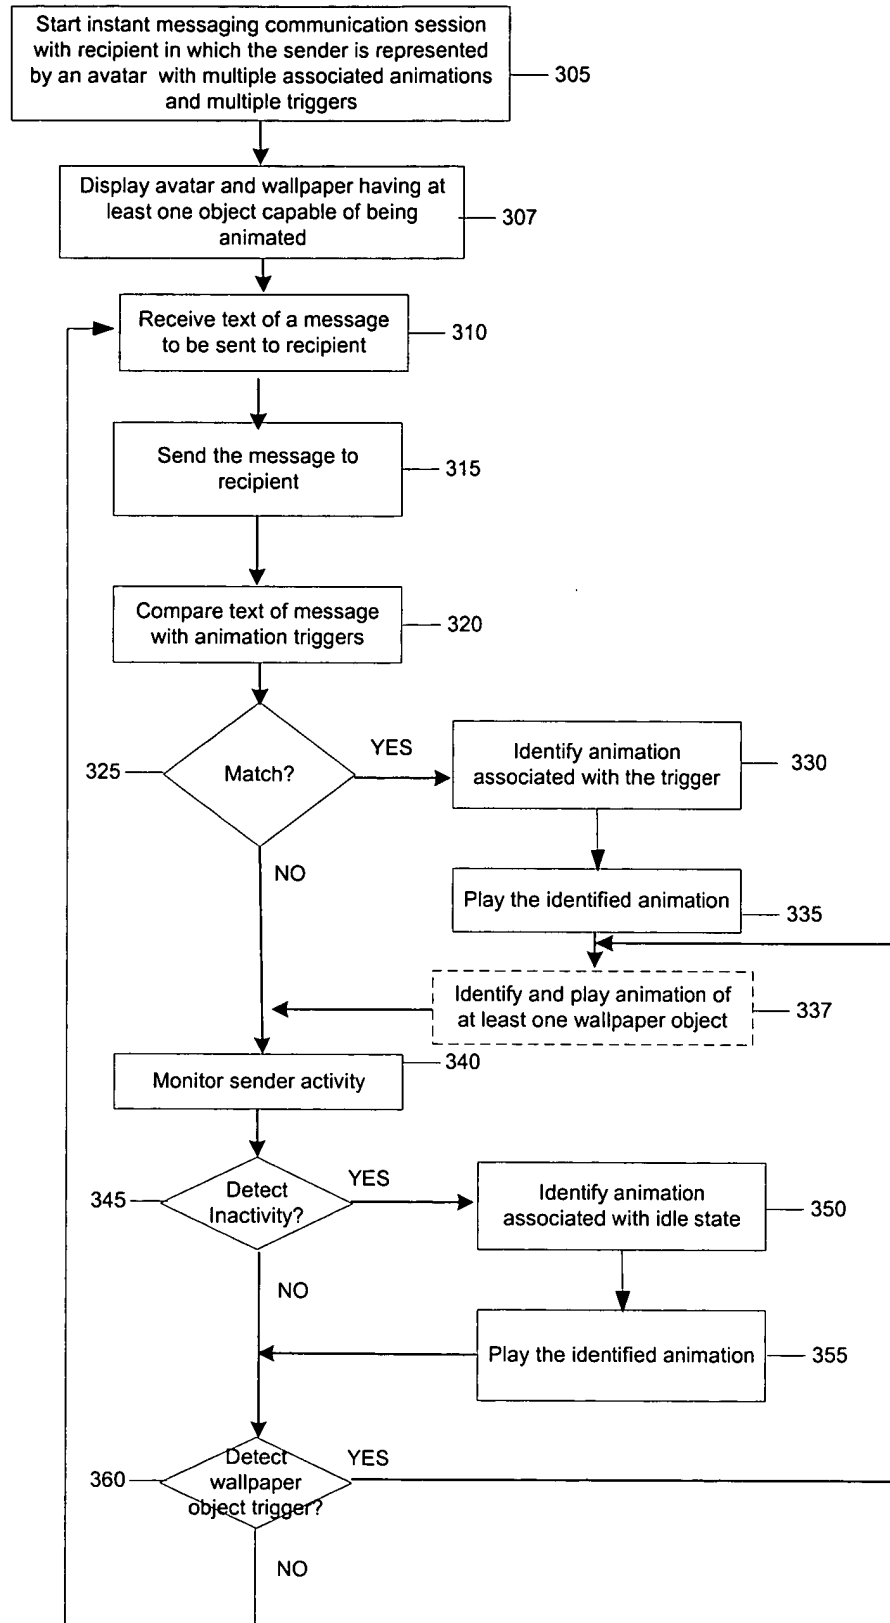 Start instant messaging communication session
with recipient in which the sender is represented
by an avatar with multiple associated animations
and multiple triggers
305
Display avatar and wallpaper having at
least one object capable of being
animated
307
Receive text of a message
to be sent to recipient
310
Send the message to
recipient
315
Compare text of message
with animation triggers
320
325
Match?
YES
NO
Identify animation
associated with the trigger
330
Play the identified animation
335
Identify and play animation of
at least one wallpaper object
337
Monitor sender activity
340
345
Detect
Inactivity?
YES
NO
Identify animation
associated with idle state
350
Play the identified animation
355
360
Detect
wallpaper
object trigger?
YES
NO